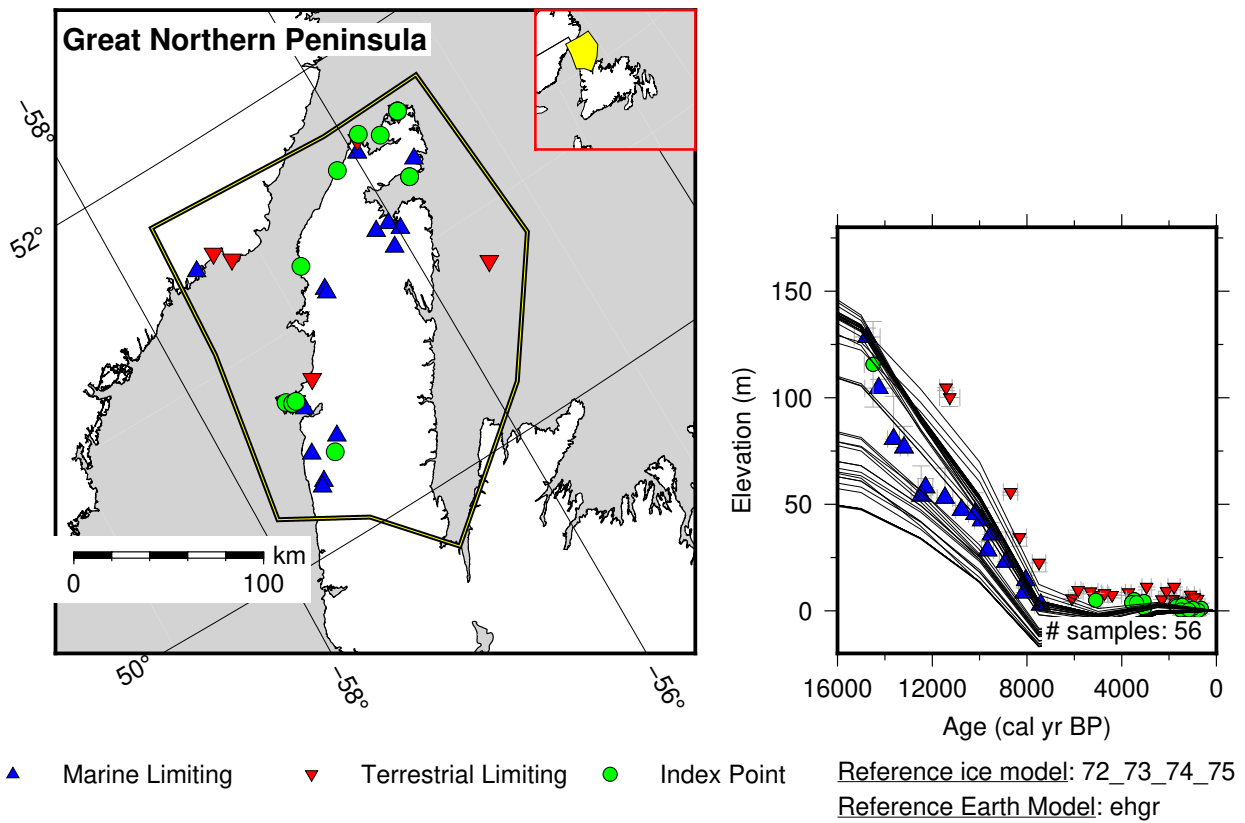 Great Northern Peninsula
−58°
52°
km
0 100
50°
−58°
−56°
Elevation (m)
150
100
50
0
# samples: 56
16000 12000 8000 4000 0
Age (cal yr BP)
Marine Limiting Terrestrial Limiting Index Point
Reference ice model: 72_73_74_75
Reference Earth Model: ehgr